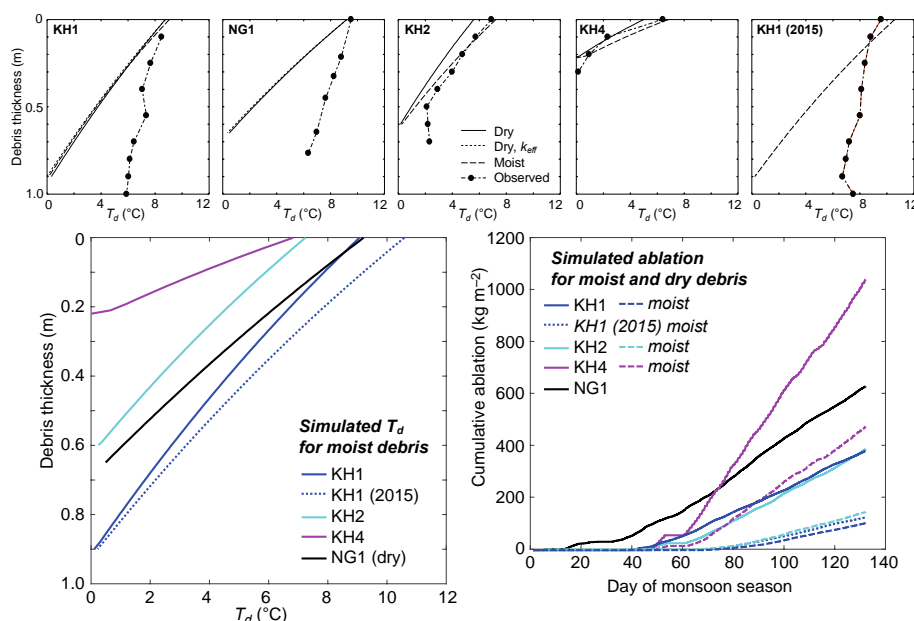 KH1
NG1
KH2
KH4
KH1 (2015)
Debris thickness (m)
0
0.5
1.0
Dry
Dry, k_eff
Moist
Observed
0 4 8 12
0 4 8 12
0 4 8 12
0 4 8 12
0 4 8 12
T_d (°C)
T_d (°C)
T_d (°C)
T_d (°C)
T_d (°C)
Debris thickness (m)
0
0.2
0.4
0.6
0.8
1.0
Simulated T_d
for moist debris
KH1
KH1 (2015)
KH2
KH4
NG1 (dry)
0 2 4 6 8 10 12
T_d (°C)
Cumulative ablation (kg m⁻²)
1200
1000
800
600
400
200
0
Simulated ablation
for moist and dry debris
KH1 moist
KH1 (2015) moist
KH2 moist
KH4 moist
NG1
0 20 40 60 80 100 120 140
Day of monsoon season